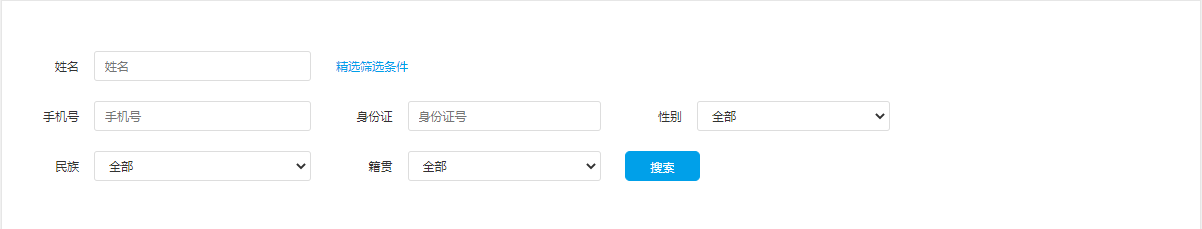 姓名 姓名 精选筛选条件
手机号 手机号 身份证 身份证号 性别 全部
民族 全部 籍贯 全部 搜索